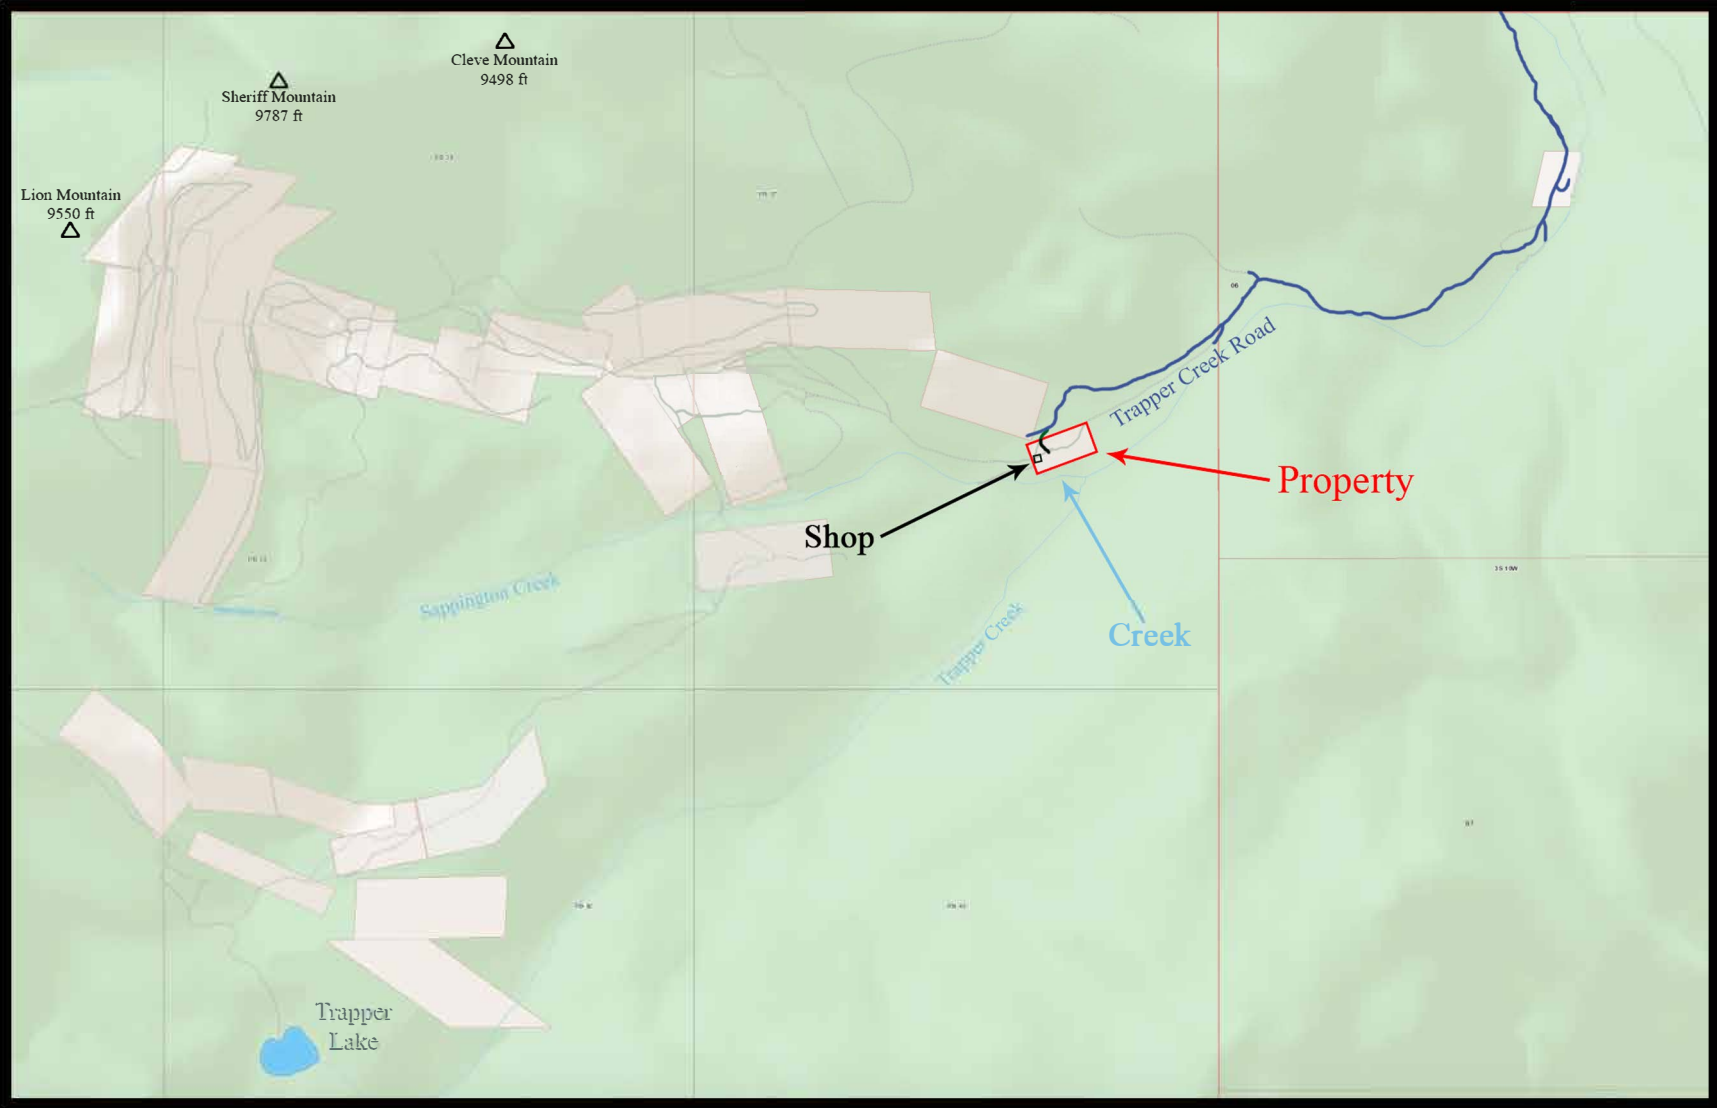 Cleve Mountain
9498 ft
Sheriff Mountain
9787 ft
Lion Mountain
9550 ft
Trapper Creek Road
Property
Shop
Sappington Creek
Trapper Creek
Creek
Trapper
Lake